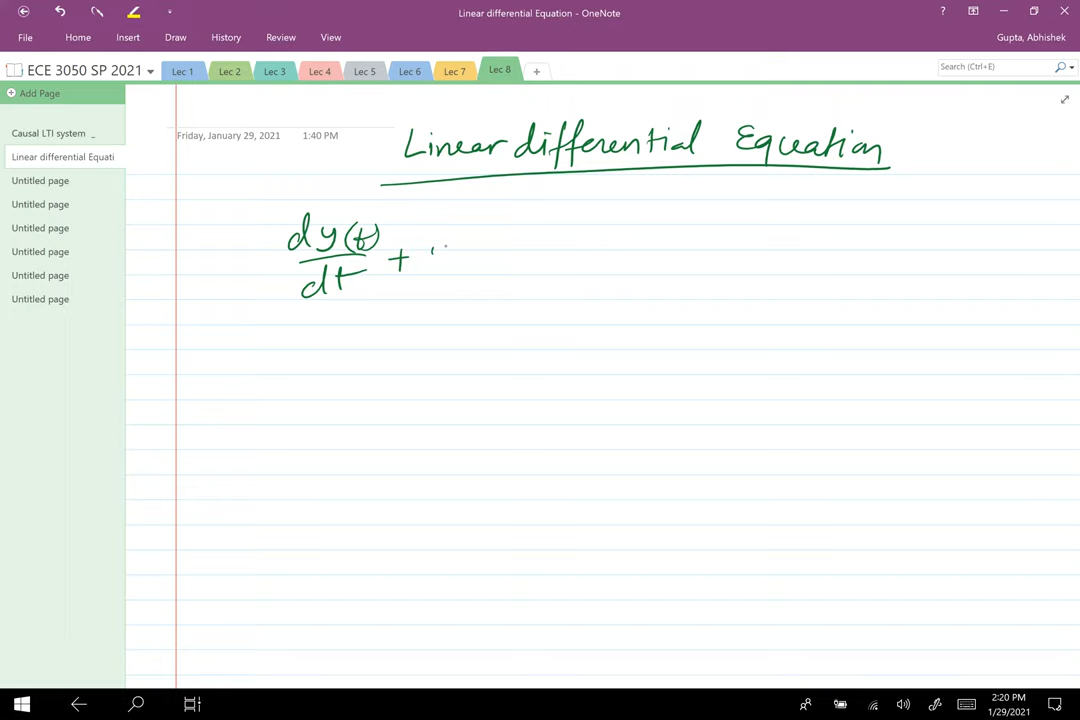 Linear differential Equation - OneNote
File Home Insert Draw History Review View Gupta, Abhishek
ECE 3050 SP 2021 Lec 1 Lec 2 Lec 3 Lec 4 Lec 5 Lec 6 Lec 7 Lec 8 Search (Ctrl+E)
Add Page
Causal LTI system
Linear differential Equati
Untitled page
Untitled page
Untitled page
Untitled page
Untitled page
Untitled page
Friday, January 29, 2021 1:40 PM
Linear differential Equation
dy(t)
dt +
2:20 PM
1/29/2021